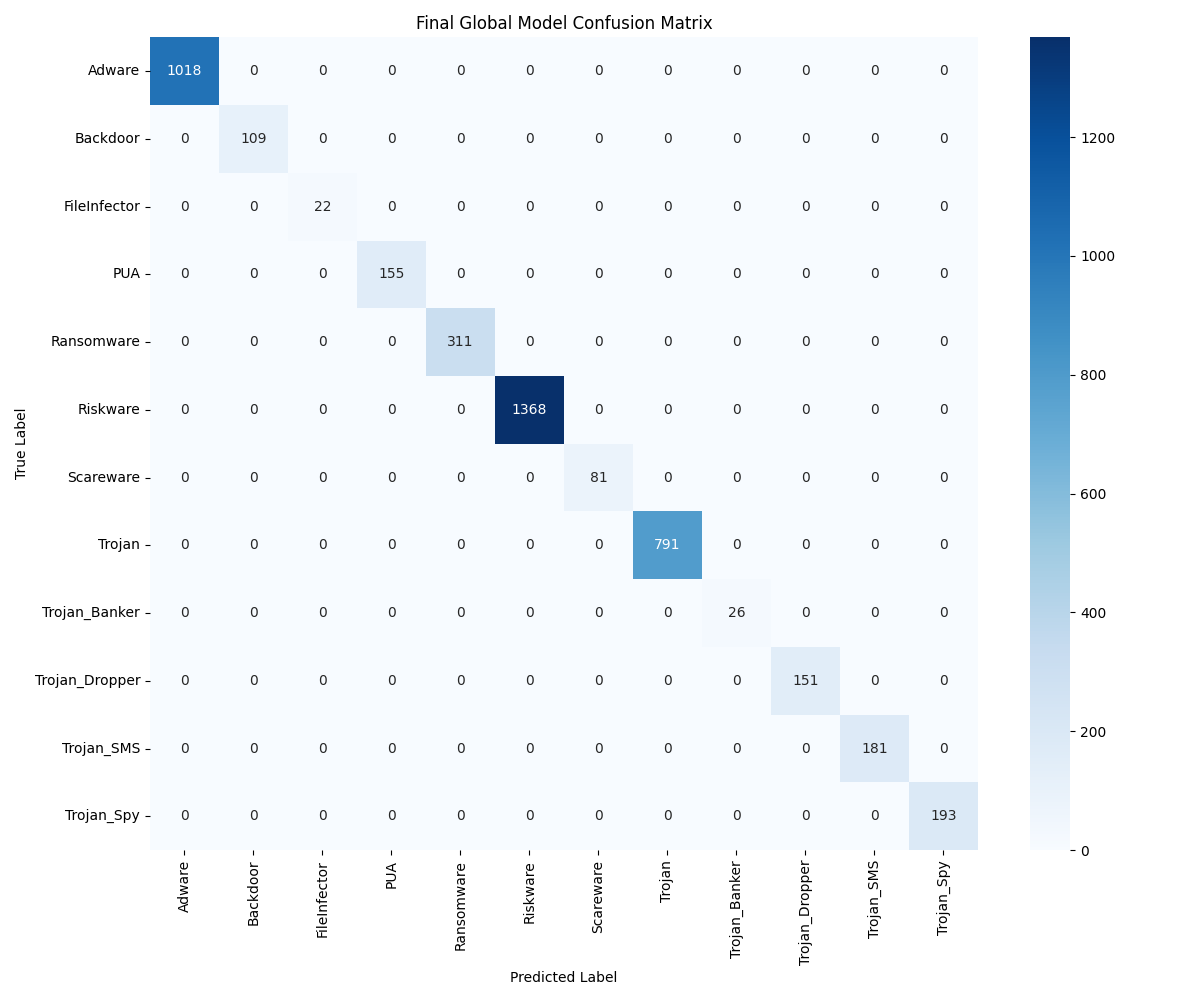 Final Global Model Confusion Matrix
Adware 1018 0 0 0 0 0 0 0 0 0 0 0
Backdoor 0 109 0 0 0 0 0 0 0 0 0 0
FileInfector 0 0 22 0 0 0 0 0 0 0 0 0
PUA 0 0 0 155 0 0 0 0 0 0 0 0
Ransomware 0 0 0 0 311 0 0 0 0 0 0 0
Riskware 0 0 0 0 0 1368 0 0 0 0 0 0
Scareware 0 0 0 0 0 0 81 0 0 0 0 0
Trojan 0 0 0 0 0 0 0 791 0 0 0 0
Trojan_Banker 0 0 0 0 0 0 0 0 26 0 0 0
Trojan_Dropper 0 0 0 0 0 0 0 0 0 151 0 0
Trojan_SMS 0 0 0 0 0 0 0 0 0 0 181 0
Trojan_Spy 0 0 0 0 0 0 0 0 0 0 0 193
True Label
Adware
Backdoor
FileInfector
PUA
Ransomware
Riskware
Scareware
Trojan
Trojan_Banker
Trojan_Dropper
Trojan_SMS
Trojan_Spy
Predicted Label
1200
1000
800
600
400
200
0